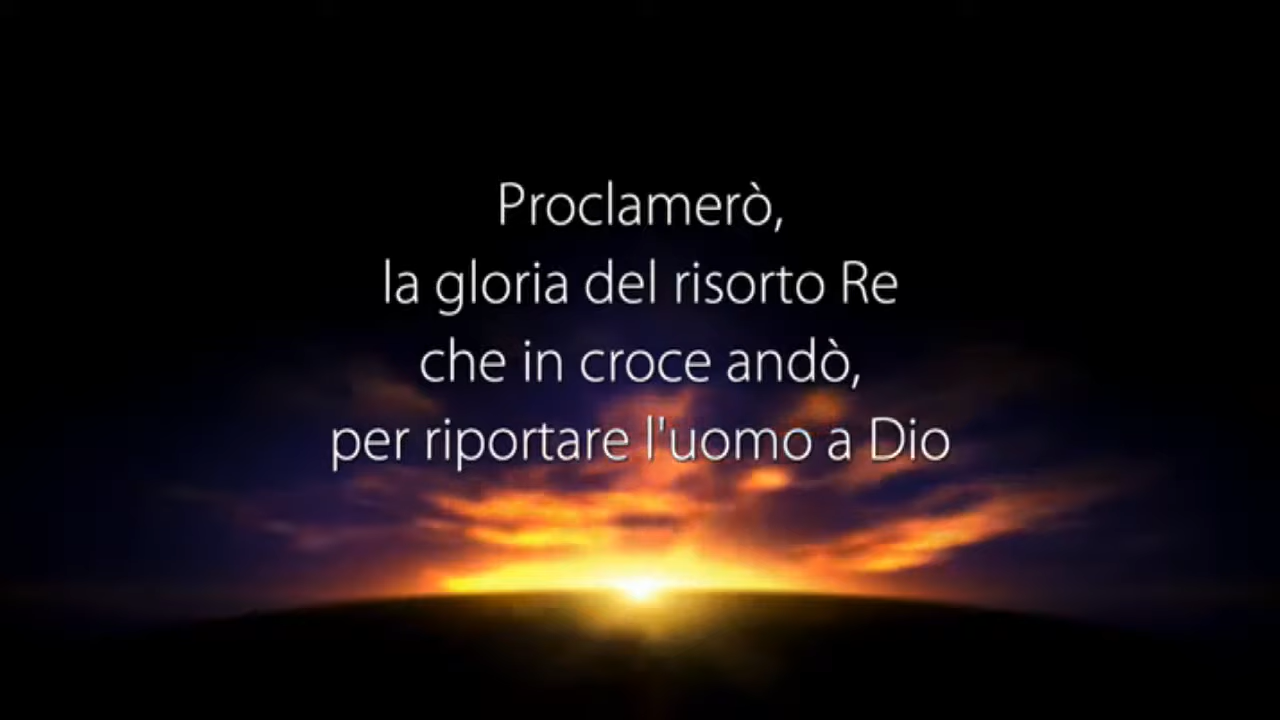 Proclamerò,
la gloria del risorto Re
che in croce andò,
per riportare l'uomo a Dio